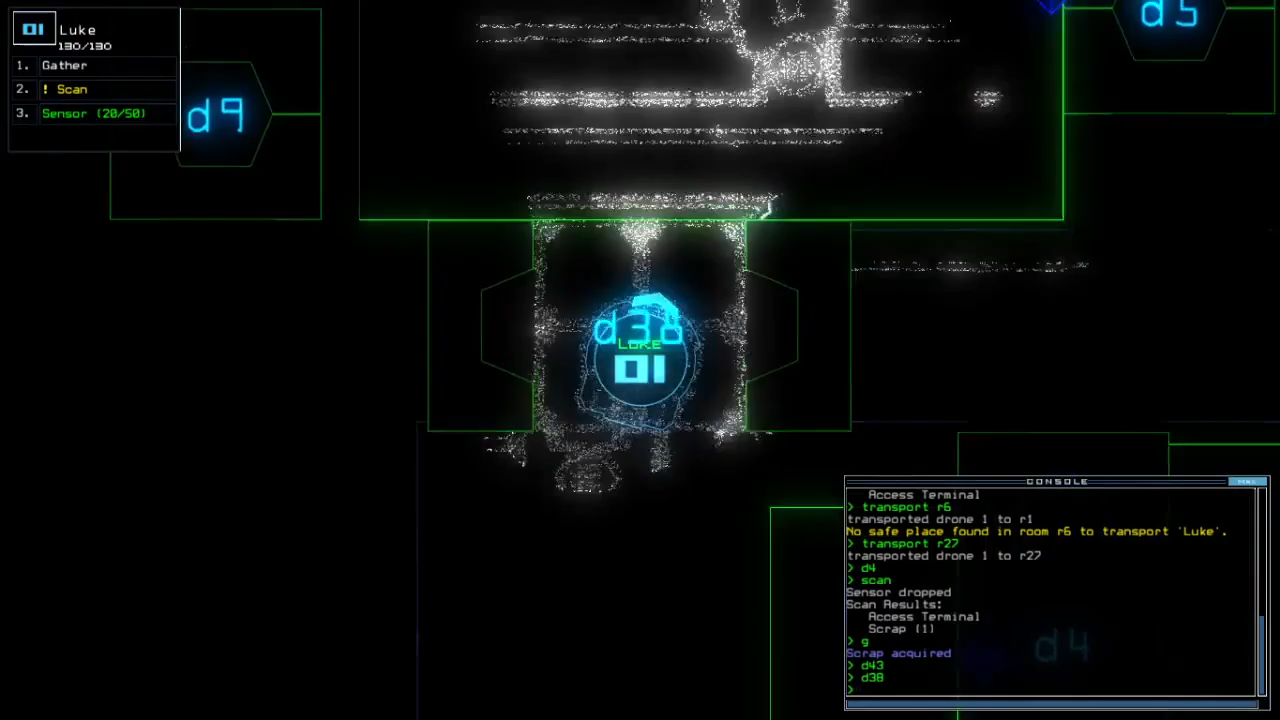 01 Luke
130/130
1. Gather
2. ! Scan
3. Sensor (20/50)
d9
d5
d38
LUKE
01
CONSOLE
Access Terminal
> transport r6
transported drone 1 to r1
No safe place found in room r6 to transport 'Luke'.
> transport r27
transported drone 1 to r27
> d4
> scan
Sensor dropped
Scan Results:
Access Terminal
Scrap (1)
> g
Scrap acquired
> d43
> d38
>
d4